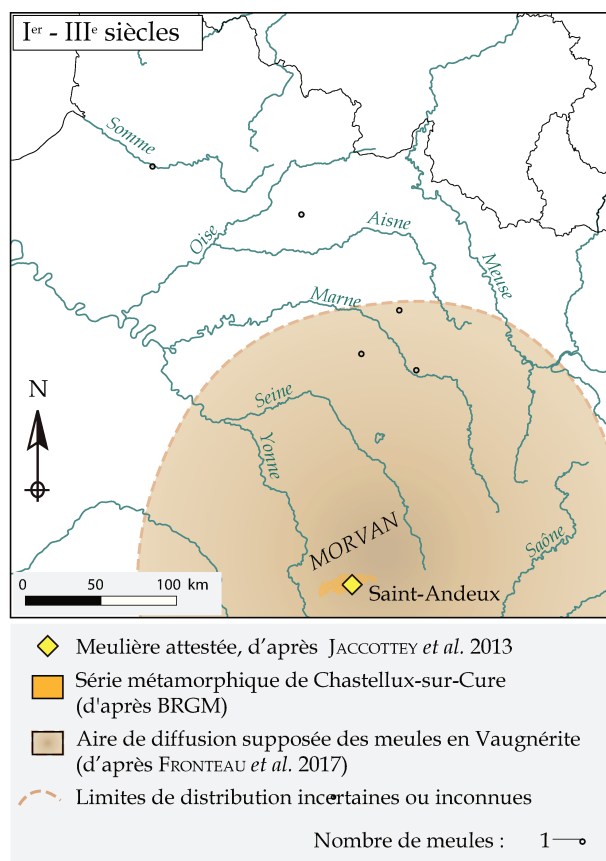 Iᵉʳ - IIIᵉ siècles
Somme
Oise
Aisne
Meuse
Marne
Seine
Yonne
N
MORVAN
Saône
0 50 100 km
Saint-Andeux
Meulière attestée, d'après JACCOTTEY et al. 2013
Série métamorphique de Chastellux-sur-Cure
(d'après BRGM)
Aire de diffusion supposée des meules en Vaugnérite
(d'après FRONTEAU et al. 2017)
Limites de distribution incertaines ou inconnues
Nombre de meules : 1